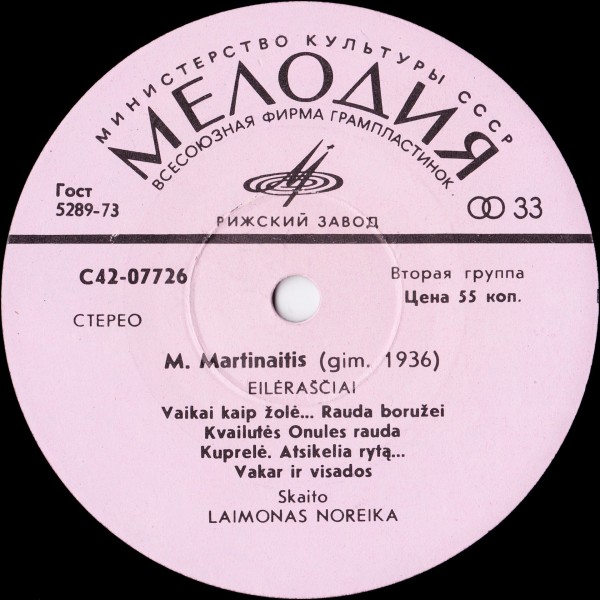 МИНИСТЕРСТВО КУЛЬТУРЫ СССР
МЕЛОДИЯ
ВСЕСОЮЗНАЯ ФИРМА ГРАМПЛАСТИНОК
РИЖСКИЙ ЗАВОД
Гост
5289-73
33
С42-07726
Вторая группа
Цена 55 коп.
СТЕРЕО
M. Martinaitis (gim. 1936)
EILĖRAŠČIAI
Vaikai kaip žolė... Rauda boružei
Kvailutės Onules rauda
Kuprelė. Atsikelia rytą...
Vakar ir visados
Skaito
LAIMONAS NOREIKA